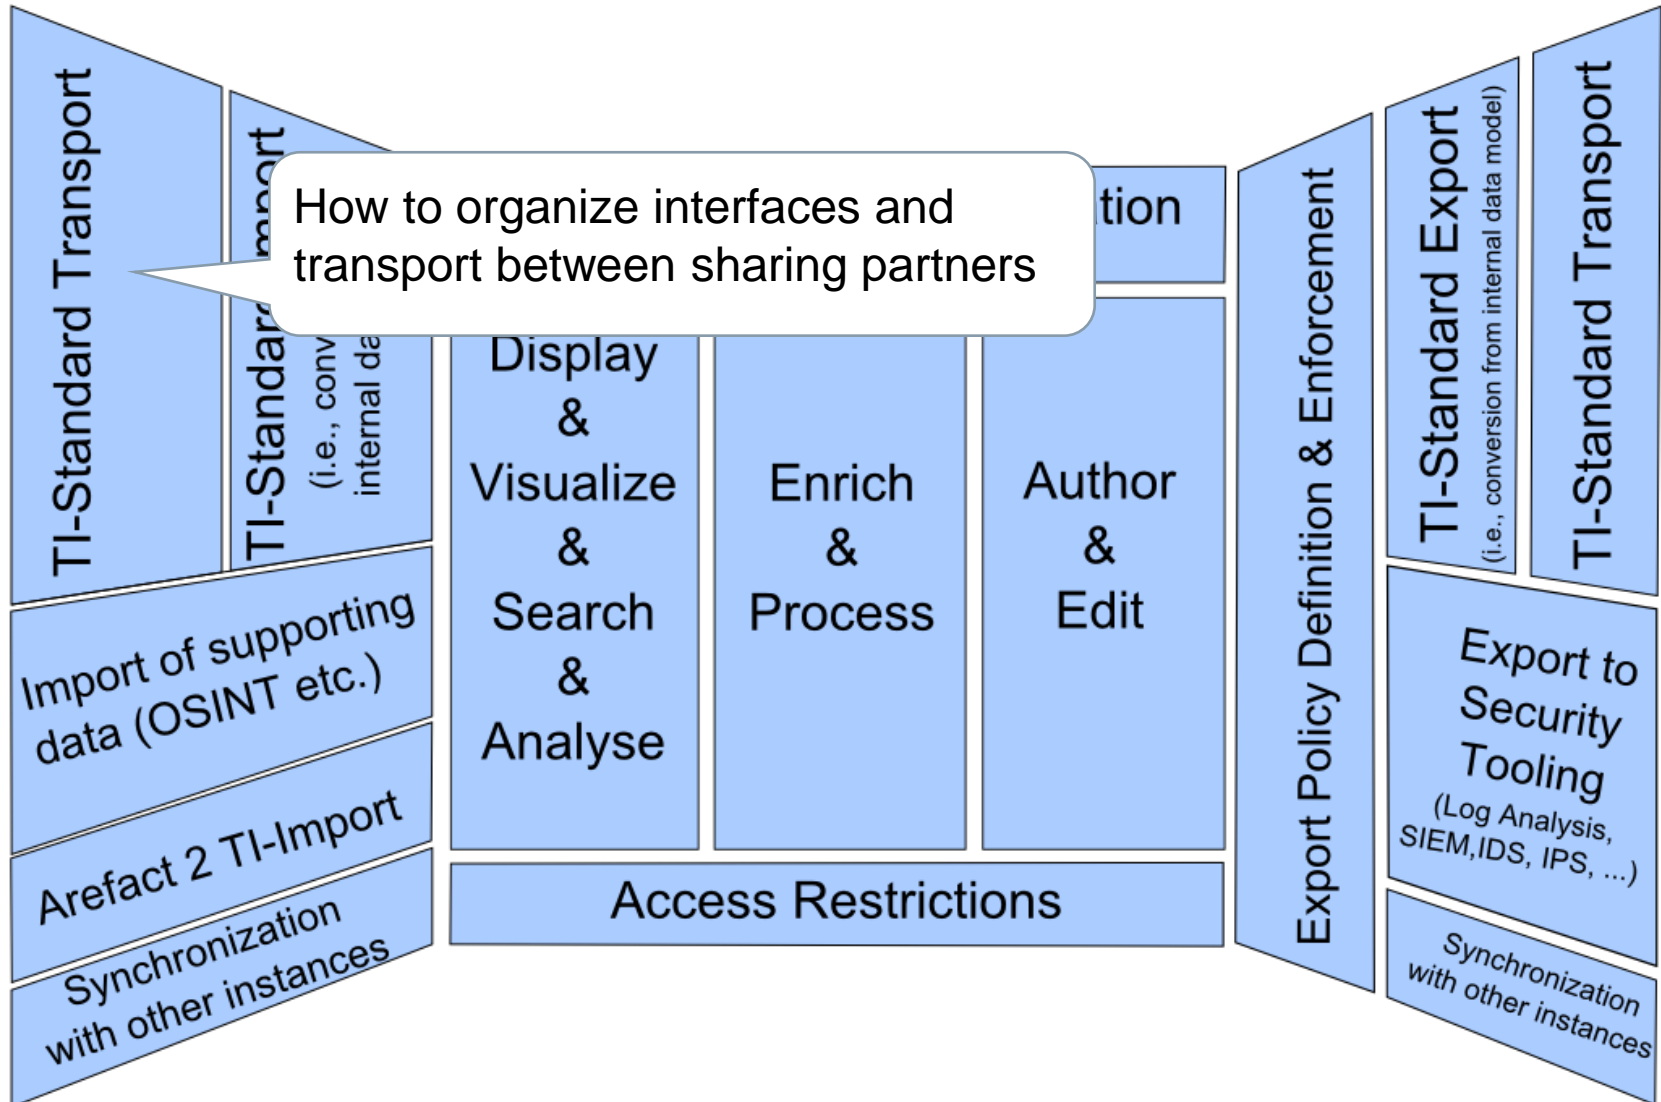 TI-Standard Transport
TI-Standard Import
(i.e., conv
internal da
How to organize interfaces and
transport between sharing partners
tion
Import of supporting
data (OSINT etc.)
Arefact 2 TI-Import
Synchronization
with other instances
Display
&
Visualize
&
Search
&
Analyse
Enrich
&
Process
Author
&
Edit
Access Restrictions
Export Policy Definition & Enforcement
TI-Standard Export
(i.e., conversion from internal data model)
TI-Standard Transport
Export to
Security
Tooling
(Log Analysis,
SIEM,IDS, IPS, ...)
Synchronization
with other instances